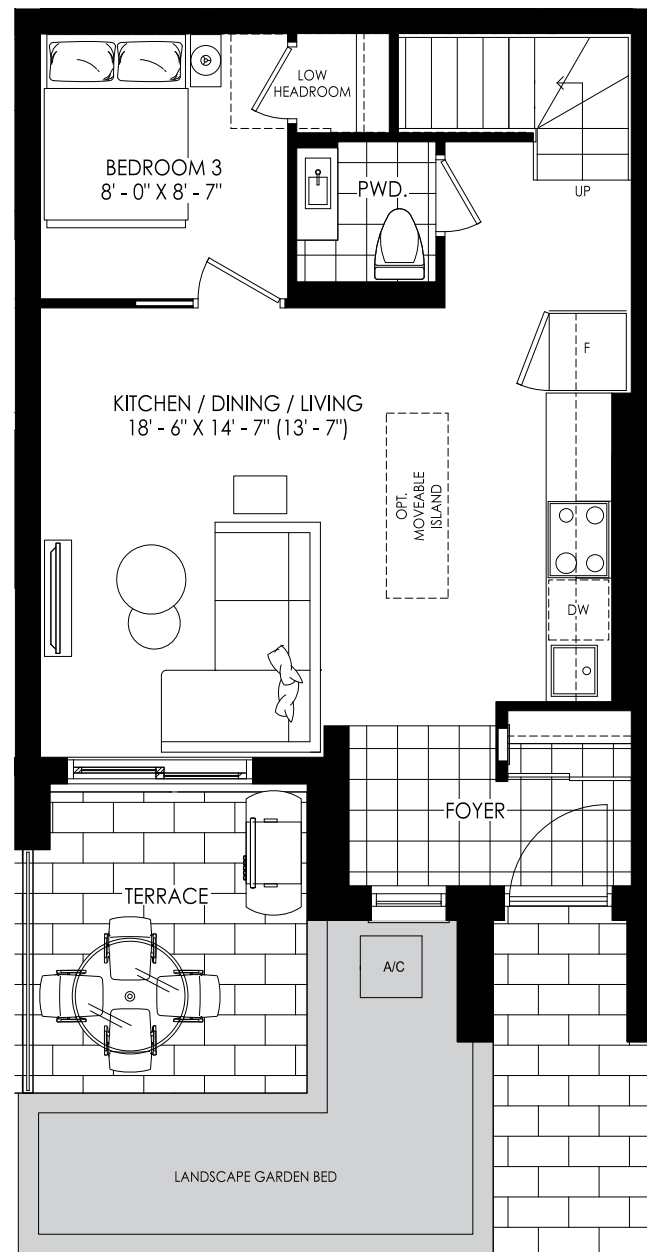 LOW
HEADROOM
BEDROOM 3
8' - 0" X 8' - 7"
PWD.
UP
F
KITCHEN / DINING / LIVING
18' - 6" X 14' - 7" (13' - 7")
OPT.
MOVEABLE
ISLAND
DW
FOYER
TERRACE
A/C
LANDSCAPE GARDEN BED